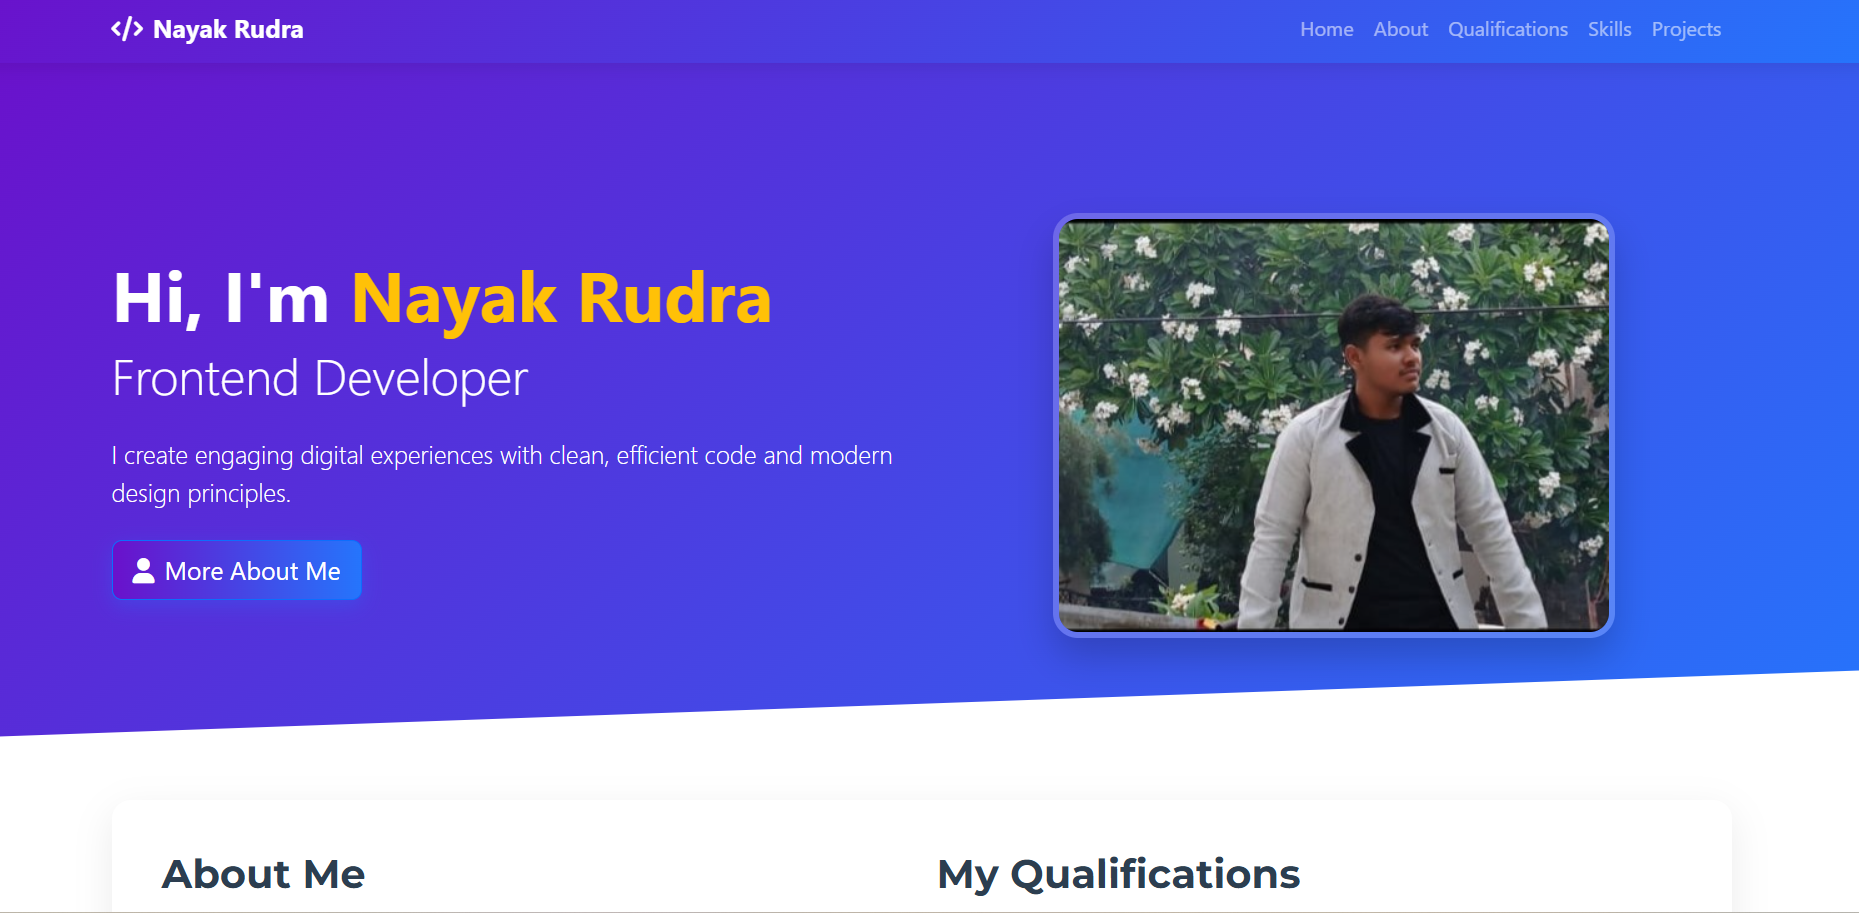 Nayak Rudra
Home About Qualifications Skills Projects
Hi, I'm Nayak Rudra
Frontend Developer
I create engaging digital experiences with clean, efficient code and modern
design principles.
More About Me
About Me
My Qualifications